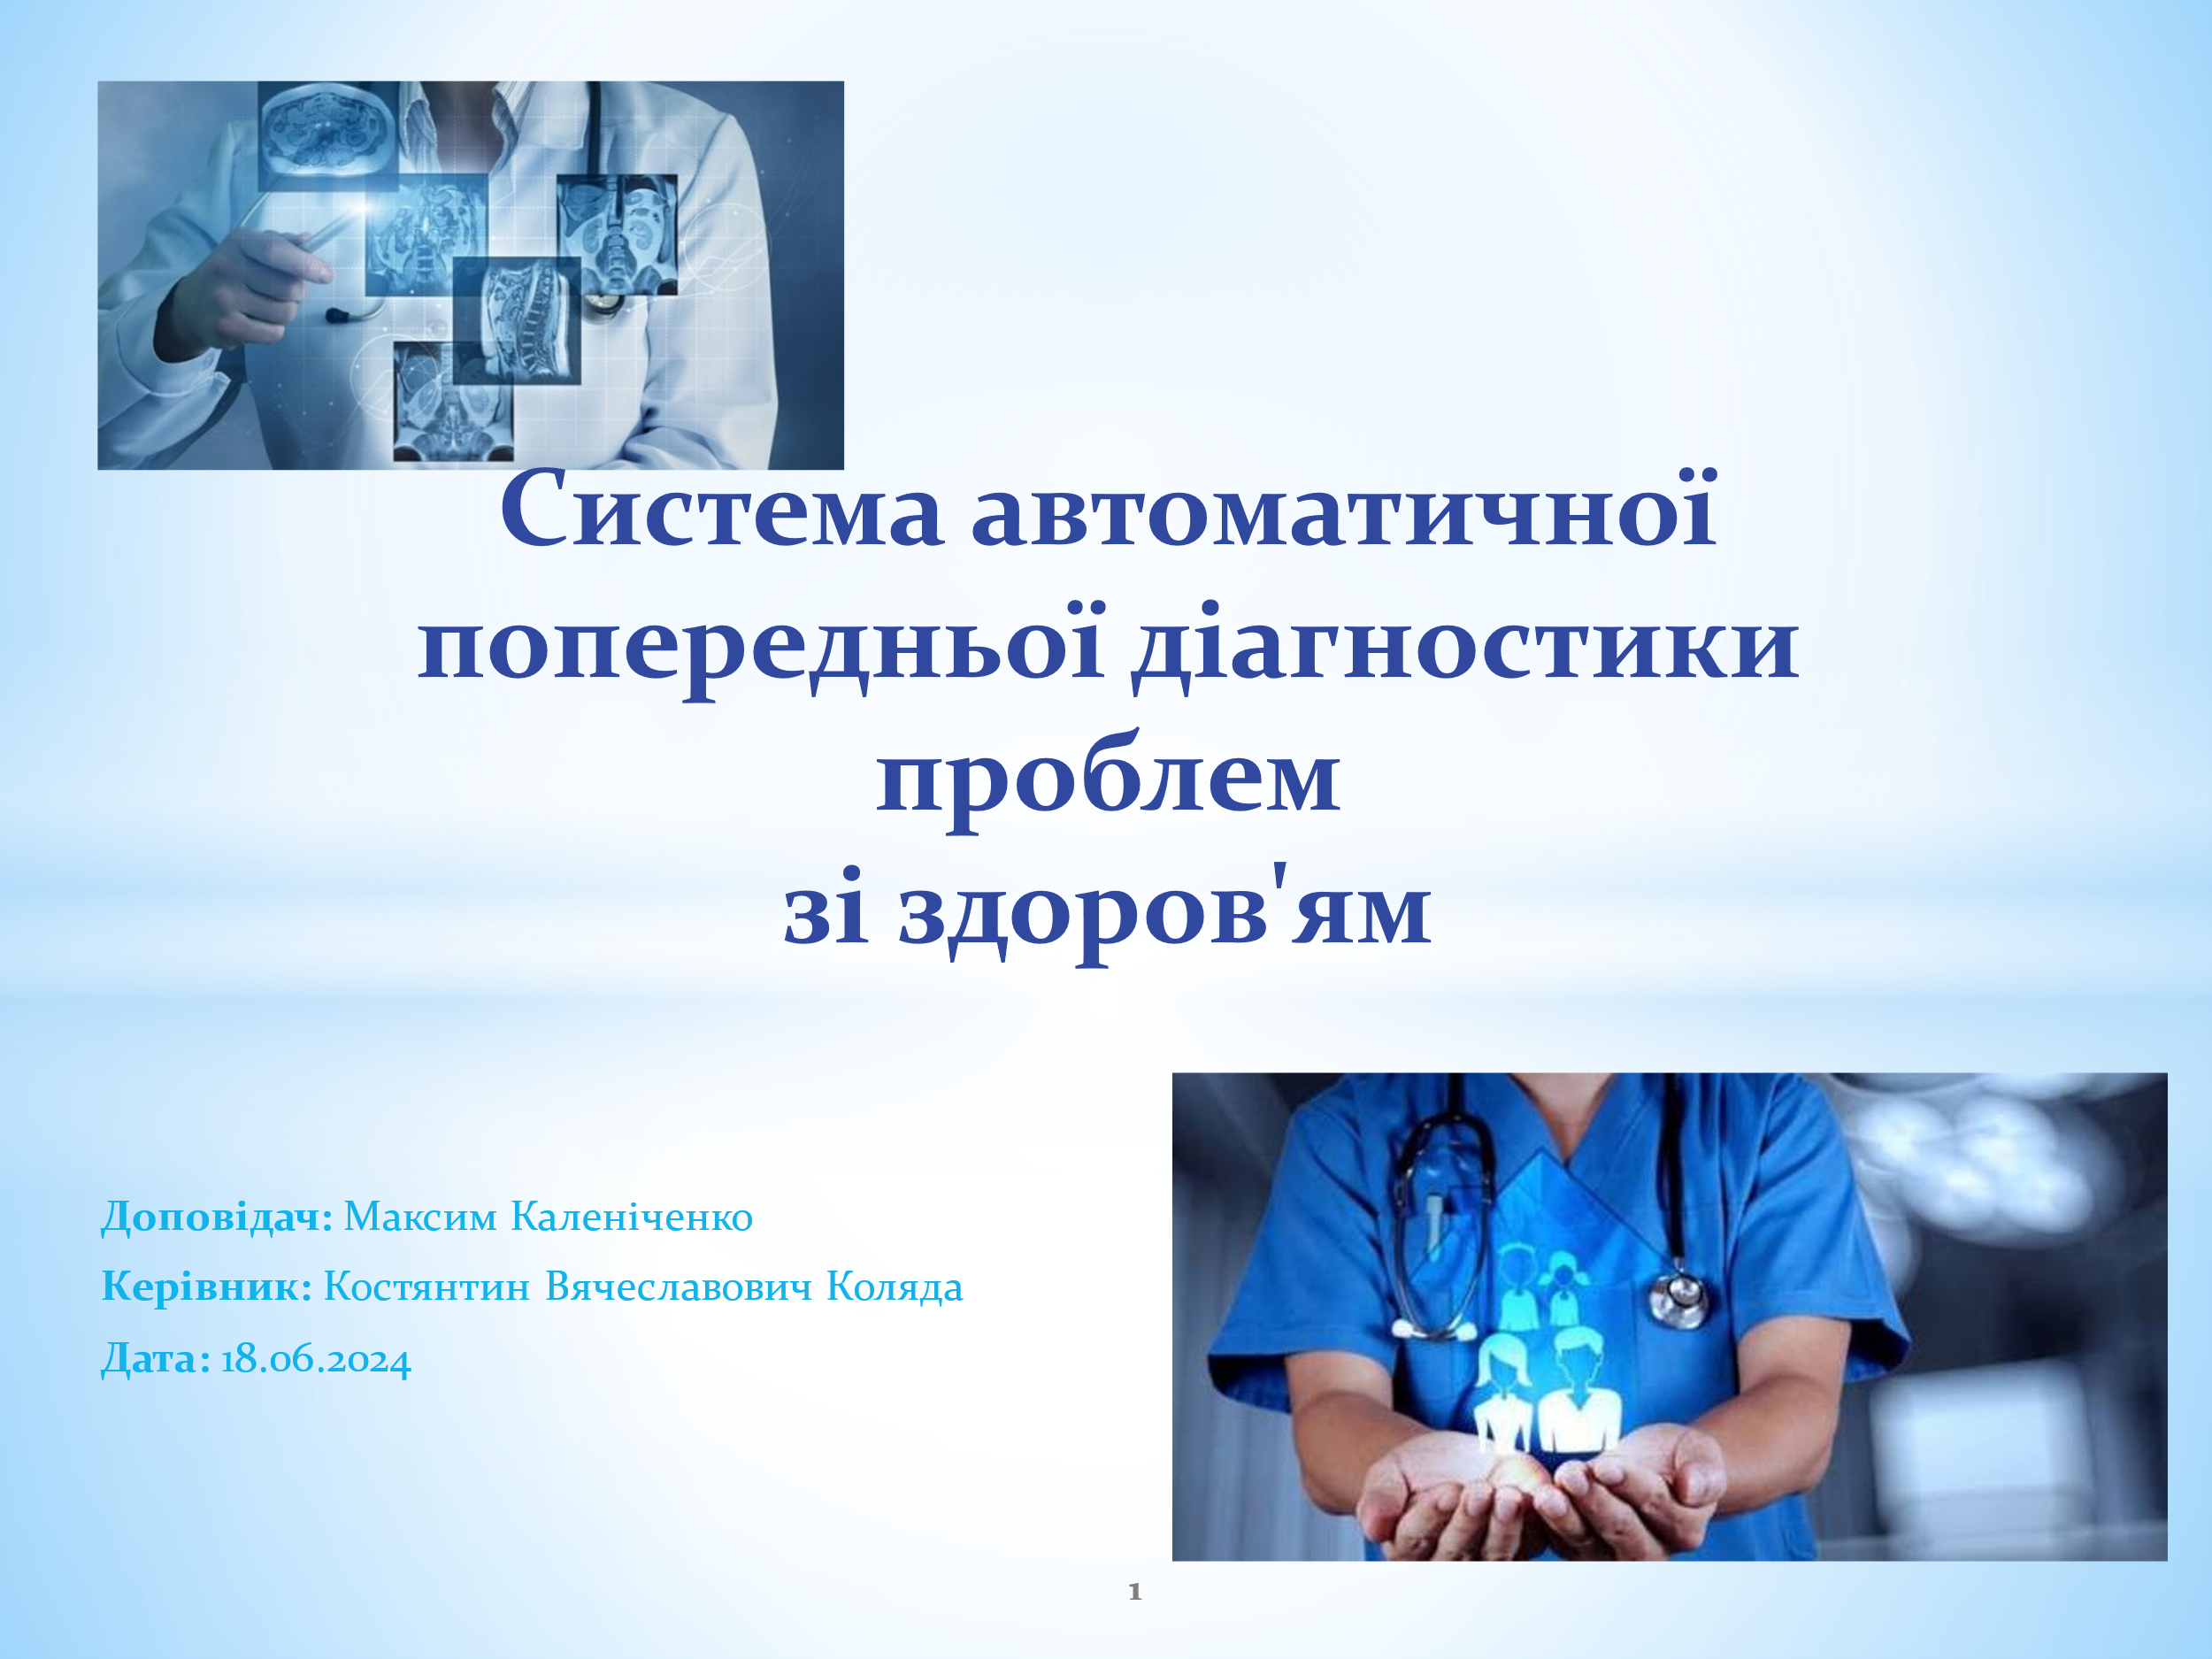 Система автоматичної
попередньої діагностики
проблем
зі здоров'ям
Доповідач: Максим Каленіченко
Керівник: Костянтин Вячеславович Коляда
Дата: 18.06.2024
1